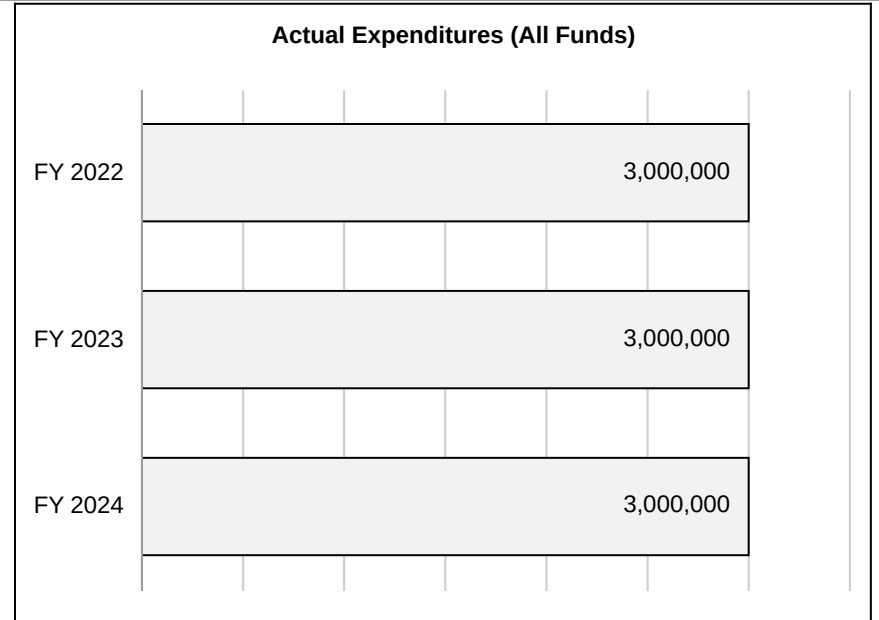 Actual Expenditures (All Funds)
FY 2022 3,000,000
FY 2023 3,000,000
FY 2024 3,000,000